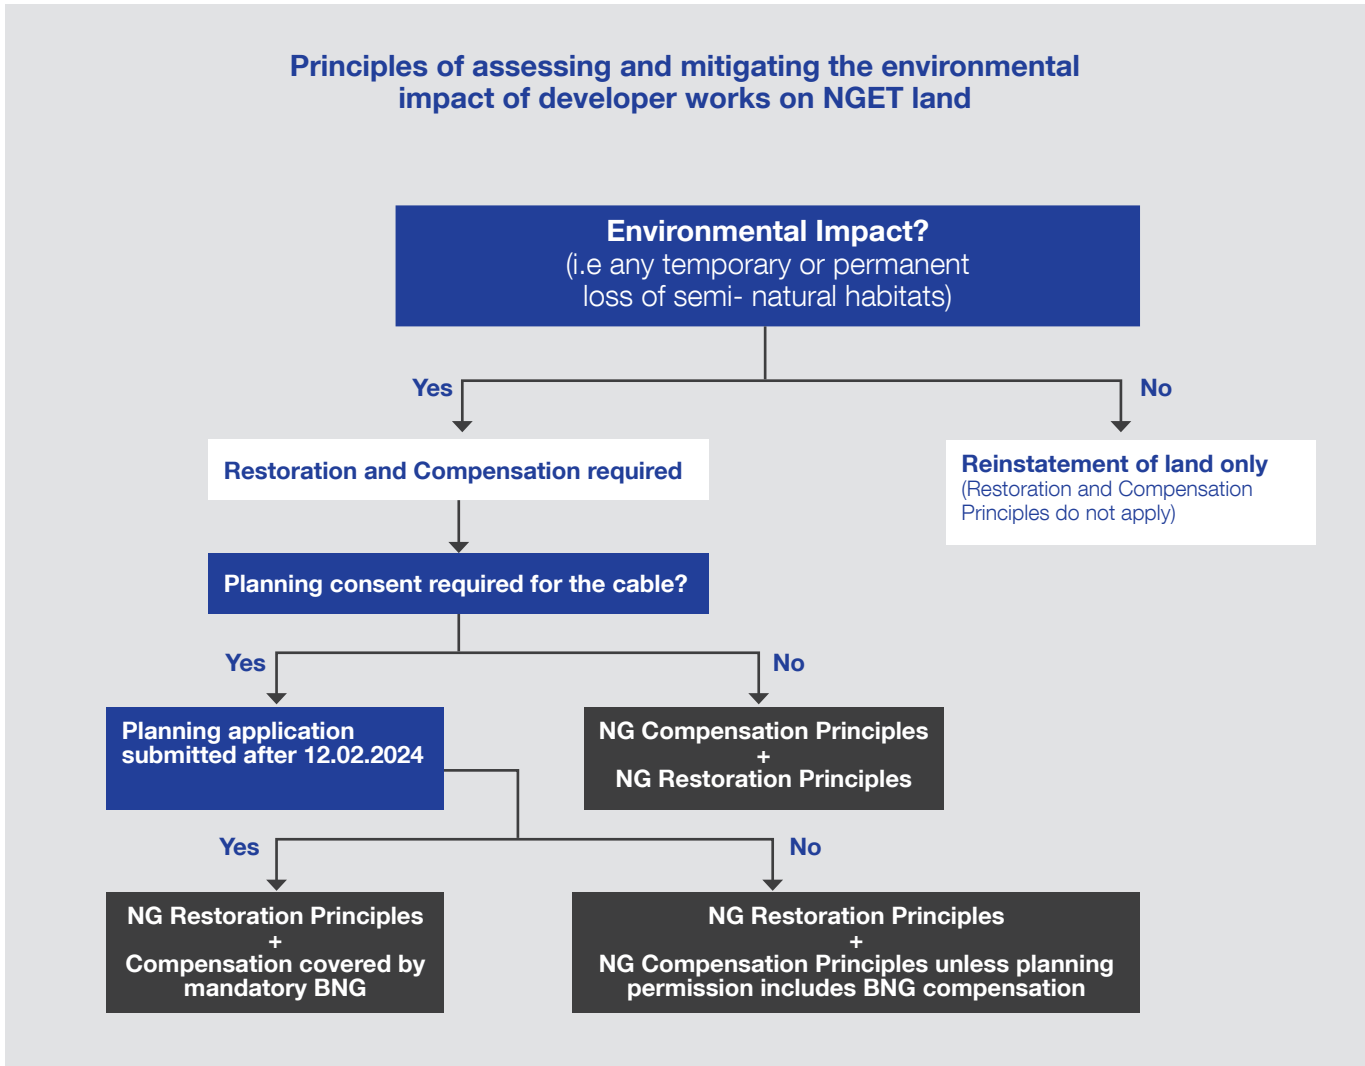 Principles of assessing and mitigating the environmental
impact of developer works on NGET land
Environmental Impact?
(i.e any temporary or permanent
loss of semi- natural habitats)
Yes
No
Restoration and Compensation required
Reinstatement of land only
(Restoration and Compensation
Principles do not apply)
Planning consent required for the cable?
Yes
No
Planning application
submitted after 12.02.2024
NG Compensation Principles
+
NG Restoration Principles
Yes
No
NG Restoration Principles
+
Compensation covered by
mandatory BNG
NG Restoration Principles
+
NG Compensation Principles unless planning
permission includes BNG compensation